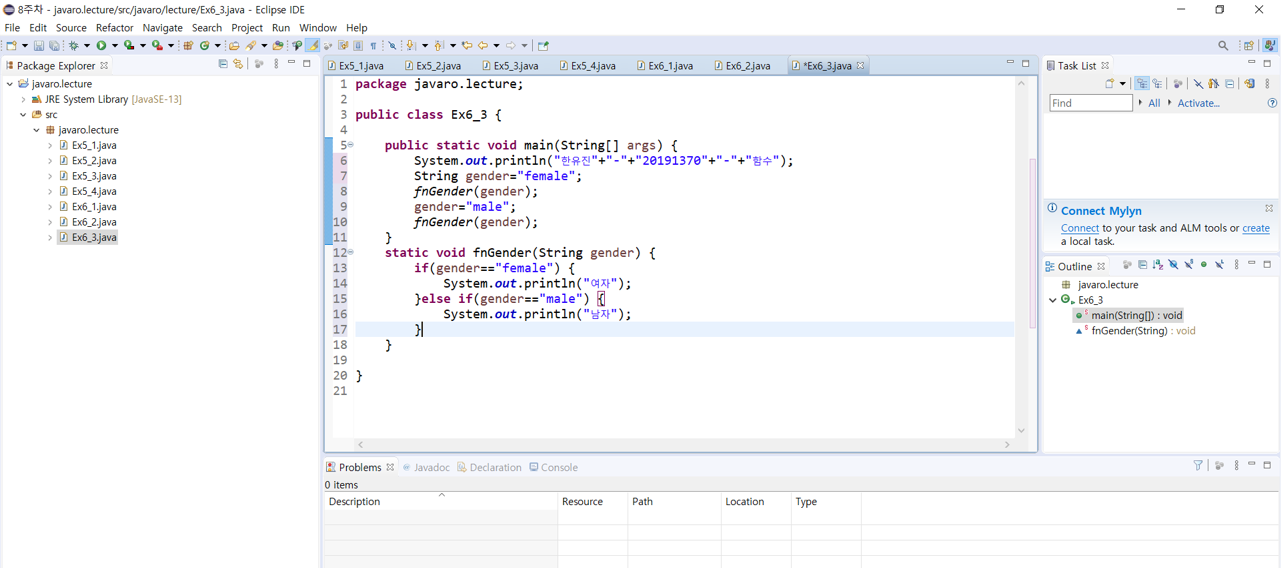 8주차 - javaro.lecture/src/javaro/lecture/Ex6_3.java - Eclipse IDE
File Edit Source Refactor Navigate Search Project Run Window Help
Package Explorer
javaro.lecture
JRE System Library [JavaSE-13]
src
javaro.lecture
Ex5_1.java
Ex5_2.java
Ex5_3.java
Ex5_4.java
Ex6_1.java
Ex6_2.java
Ex6_3.java
Ex5_1.java Ex5_2.java Ex5_3.java Ex5_4.java Ex6_1.java Ex6_2.java *Ex6_3.java
1 package javaro.lecture;
2
3 public class Ex6_3 {
4
5 public static void main(String[] args) {
6 System.out.println("한유진"+"-"+"20191370"+"-"+"함수");
7 String gender="female";
8 fnGender(gender);
9 gender="male";
10 fnGender(gender);
11 }
12 static void fnGender(String gender) {
13 if(gender=="female") {
14 System.out.println("여자");
15 }else if(gender=="male") {
16 System.out.println("남자");
17 }
18 }
19
20 }
21
Task List
Find All Activate...
Connect Mylyn
Connect to your task and ALM tools or create
a local task.
Outline
javaro.lecture
Ex6_3
main(String[]) : void
fnGender(String) : void
Problems Javadoc Declaration Console
0 items
Description Resource Path Location Type